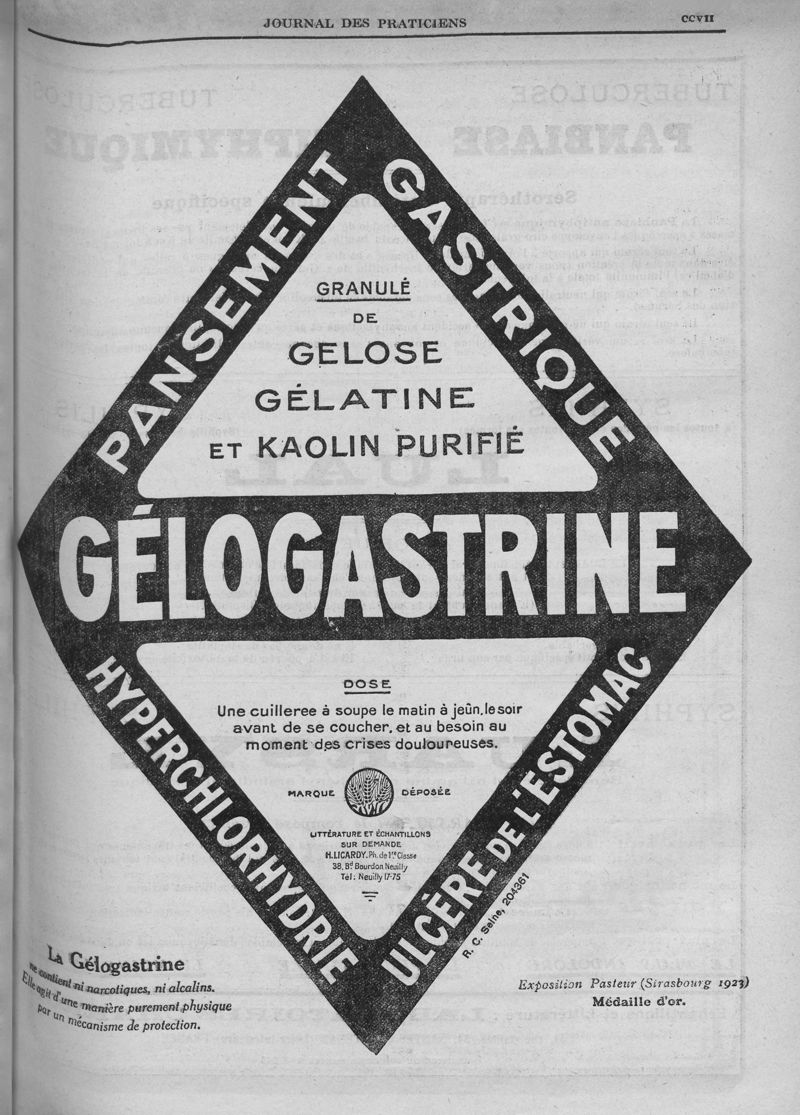 JOURNAL DES PRATICIENS
CCVII
PANSEMENT GASTRIQUE
GRANULÉ
DE
GELOSE
GÉLATINE
ET KAOLIN PURIFIÉ
GÉLOGASTRINE
DOSE
Une cuilleree à soupe le matin à jeûn, le soir
avant de se coucher, et au besoin au
moment des crises douloureuses.
MARQUE DÉPOSÉE
LITTÉRATURE ET ÉCHANTILLONS
SUR DEMANDE
H. LICARDY. Ph. de 1re Classe
38, Bd Bourdon Neuilly
Tél: Neuilly 17-75
HYPERCHLORHYDRIE
ULCÈRE DE L'ÉSTOMAC
R. C. Seine, 204361
La Gélogastrine
ne contient ni narcotiques, ni alcalins.
Elle agit d'une manière purement physique
par un mécanisme de protection.
Exposition Pasteur (Strasbourg 1923)
Médaille d'or.